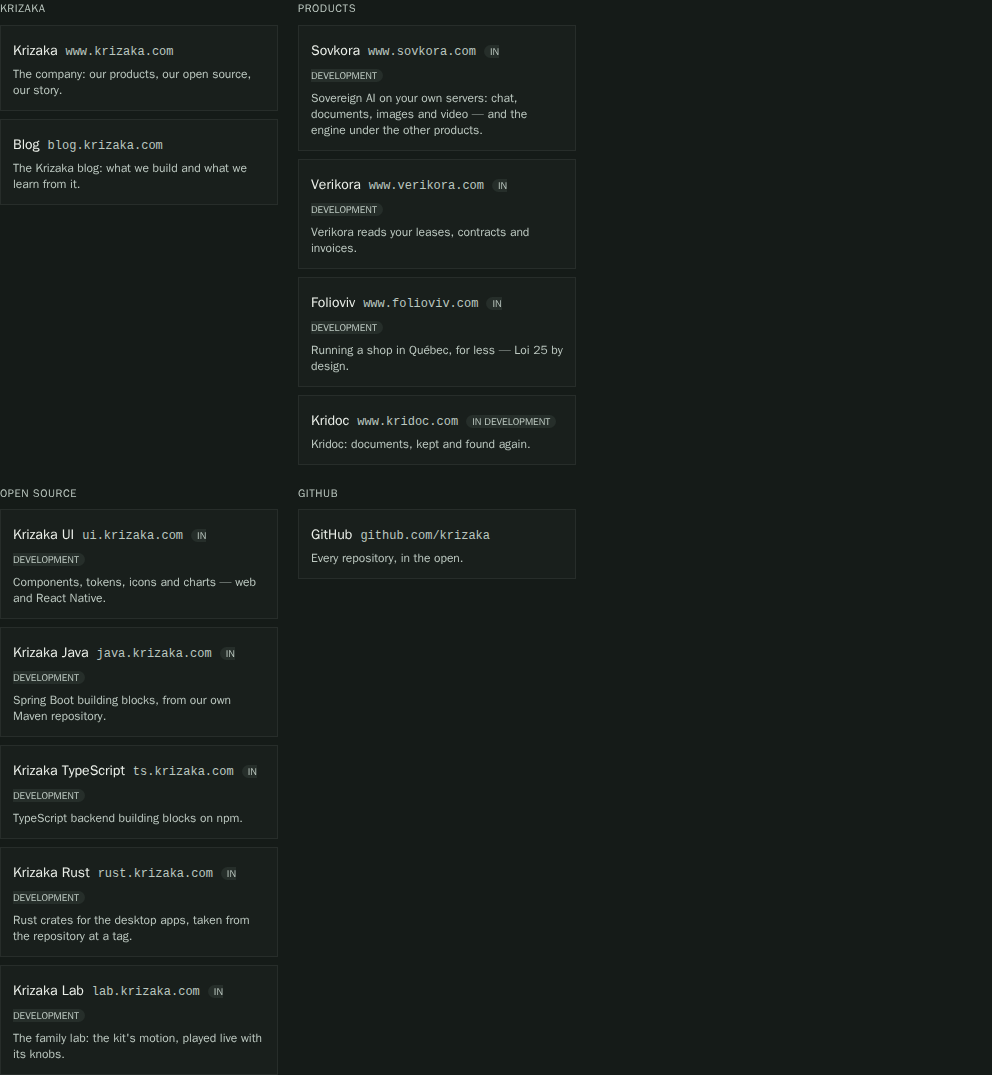 KRIZAKA
Krizaka www.krizaka.com
The company: our products, our open source,
our story.
Blog blog.krizaka.com
The Krizaka blog: what we build and what we
learn from it.
PRODUCTS
Sovkora www.sovkora.com IN
DEVELOPMENT
Sovereign AI on your own servers: chat,
documents, images and video — and the
engine under the other products.
Verikora www.verikora.com IN
DEVELOPMENT
Verikora reads your leases, contracts and
invoices.
Folioviv www.folioviv.com IN
DEVELOPMENT
Running a shop in Québec, for less — Loi 25 by
design.
Kridoc www.kridoc.com IN DEVELOPMENT
Kridoc: documents, kept and found again.
OPEN SOURCE
Krizaka UI ui.krizaka.com IN
DEVELOPMENT
Components, tokens, icons and charts — web
and React Native.
Krizaka Java java.krizaka.com IN
DEVELOPMENT
Spring Boot building blocks, from our own
Maven repository.
Krizaka TypeScript ts.krizaka.com IN
DEVELOPMENT
TypeScript backend building blocks on npm.
Krizaka Rust rust.krizaka.com IN
DEVELOPMENT
Rust crates for the desktop apps, taken from
the repository at a tag.
Krizaka Lab lab.krizaka.com IN
DEVELOPMENT
The family lab: the kit's motion, played live with
its knobs.
GITHUB
GitHub github.com/krizaka
Every repository, in the open.